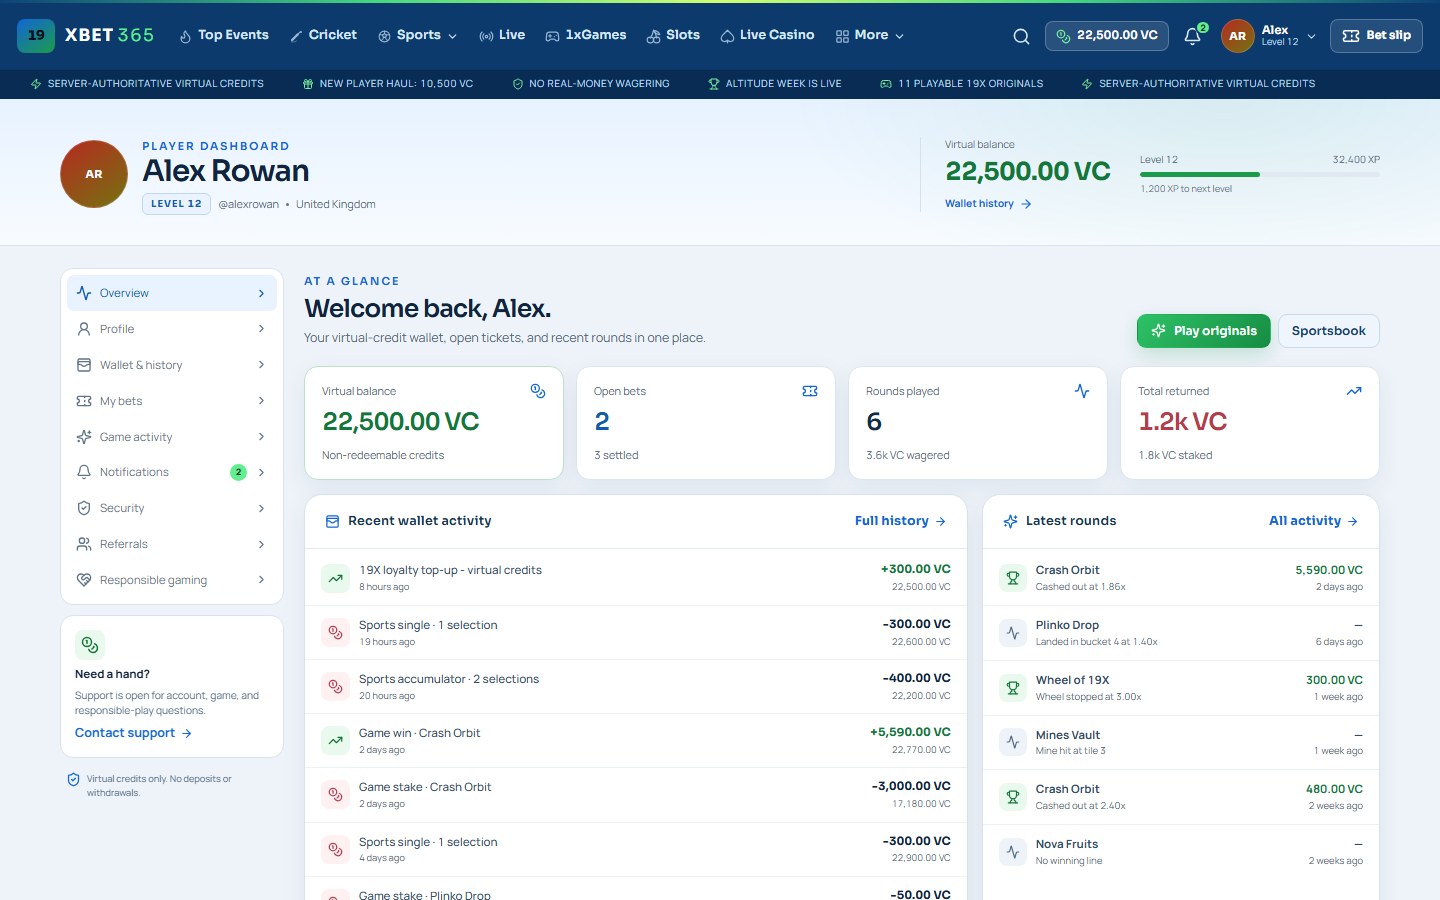 19 XBET 365 Top Events Cricket Sports Live 1xGames Slots Live Casino More 22,500.00 VC 2 AR Alex Level 12 Bet slip
SERVER-AUTHORITATIVE VIRTUAL CREDITS NEW PLAYER HAUL: 10,500 VC NO REAL-MONEY WAGERING ALTITUDE WEEK IS LIVE 11 PLAYABLE 19X ORIGINALS SERVER-AUTHORITATIVE VIRTUAL CREDITS
AR
PLAYER DASHBOARD
Alex Rowan
LEVEL 12 @alexrowan • United Kingdom
Virtual balance
22,500.00 VC
Wallet history
Level 12 32,400 XP
1,200 XP to next level
Overview
Profile
Wallet & history
My bets
Game activity
Notifications 2
Security
Referrals
Responsible gaming
Need a hand?
Support is open for account, game, and
responsible-play questions.
Contact support
Virtual credits only. No deposits or
withdrawals.
AT A GLANCE
Welcome back, Alex.
Your virtual-credit wallet, open tickets, and recent rounds in one place.
Play originals Sportsbook
Virtual balance
22,500.00 VC
Non-redeemable credits
Open bets
2
3 settled
Rounds played
6
3.6k VC wagered
Total returned
1.2k VC
1.8k VC staked
Recent wallet activity Full history
19X loyalty top-up - virtual credits +300.00 VC
8 hours ago 22,500.00 VC
Sports single · 1 selection -300.00 VC
19 hours ago 22,600.00 VC
Sports accumulator · 2 selections -400.00 VC
20 hours ago 22,200.00 VC
Game win · Crash Orbit +5,590.00 VC
2 days ago 22,770.00 VC
Game stake · Crash Orbit -3,000.00 VC
2 days ago 17,180.00 VC
Sports single · 1 selection -300.00 VC
4 days ago 22,900.00 VC
Game stake · Plinko Drop -50.00 VC
Latest rounds All activity
Crash Orbit 5,590.00 VC
Cashed out at 1.86x 2 days ago
Plinko Drop —
Landed in bucket 4 at 1.40x 6 days ago
Wheel of 19X 300.00 VC
Wheel stopped at 3.00x 1 week ago
Mines Vault —
Mine hit at tile 3 1 week ago
Crash Orbit 480.00 VC
Cashed out at 2.40x 2 weeks ago
Nova Fruits —
No winning line 2 weeks ago